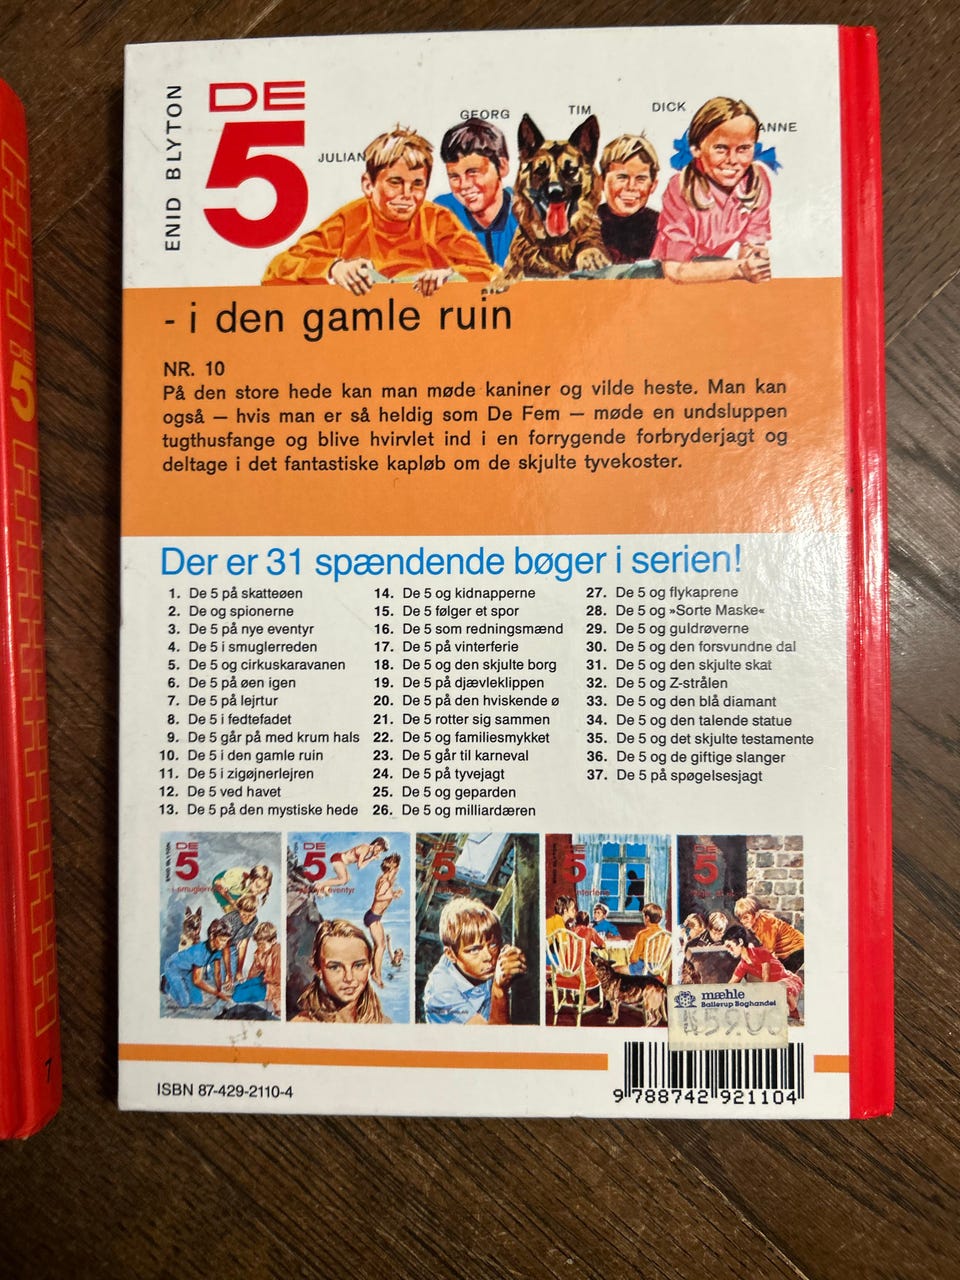 ENID BLYTON
DE
5
JULIAN
GEORG
TIM
DICK
ANNE
- i den gamle ruin
NR. 10
På den store hede kan man møde kaniner og vilde heste. Man kan
også — hvis man er så heldig som De Fem — møde en undsluppen
tugthusfange og blive hvirvlet ind i en forrygende forbryderjagt og
deltage i det fantastiske kapløb om de skjulte tyvekoster.
Der er 31 spændende bøger i serien!
1. De 5 på skatteøen
2. De og spionerne
3. De 5 på nye eventyr
4. De 5 i smuglerreden
5. De 5 og cirkuskaravanen
6. De 5 på øen igen
7. De 5 på lejrtur
8. De 5 i fedtefadet
9. De 5 går på med krum hals
10. De 5 i den gamle ruin
11. De 5 i zigøjnerlejren
12. De 5 ved havet
13. De 5 på den mystiske hede
14. De 5 og kidnapperne
15. De 5 følger et spor
16. De 5 som redningsmænd
17. De 5 på vinterferie
18. De 5 og den skjulte borg
19. De 5 på djævleklippen
20. De 5 på den hviskende ø
21. De 5 rotter sig sammen
22. De 5 og familiesmykket
23. De 5 går til karneval
24. De 5 på tyvejagt
25. De 5 og geparden
26. De 5 og milliardæren
27. De 5 og flykaprene
28. De 5 og »Sorte Maske«
29. De 5 og guldrøverne
30. De 5 og den forsvundne dal
31. De 5 og den skjulte skat
32. De 5 og Z-strålen
33. De 5 og den blå diamant
34. De 5 og den talende statue
35. De 5 og det skjulte testamente
36. De 5 og de giftige slanger
37. De 5 på spøgelsesjagt
DE
5
DE
5
eventyr
DE
5
DE
5
DE
5
mæhle
Ballerup Boghandel
ISBN 87-429-2110-4
9 788742 921104
DE
5
7